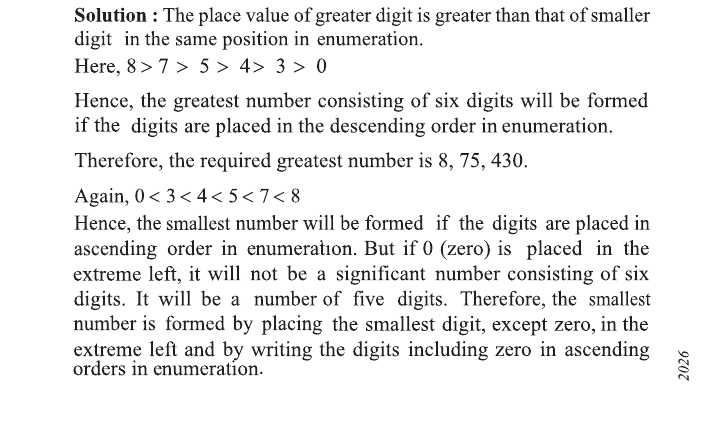 Solution : The place value of greater digit is greater than that of smaller
digit in the same position in enumeration.
Here, 8 > 7 > 5 > 4 > 3 > 0
Hence, the greatest number consisting of six digits will be formed
if the digits are placed in the descending order in enumeration.
Therefore, the required greatest number is 8, 75, 430.
Again, 0 < 3 < 4 < 5 < 7 < 8
Hence, the smallest number will be formed if the digits are placed in
ascending order in enumeration. But if 0 (zero) is placed in the
extreme left, it will not be a significant number consisting of six
digits. It will be a number of five digits. Therefore, the smallest
number is formed by placing the smallest digit, except zero, in the
extreme left and by writing the digits including zero in ascending
orders in enumeration.
2026